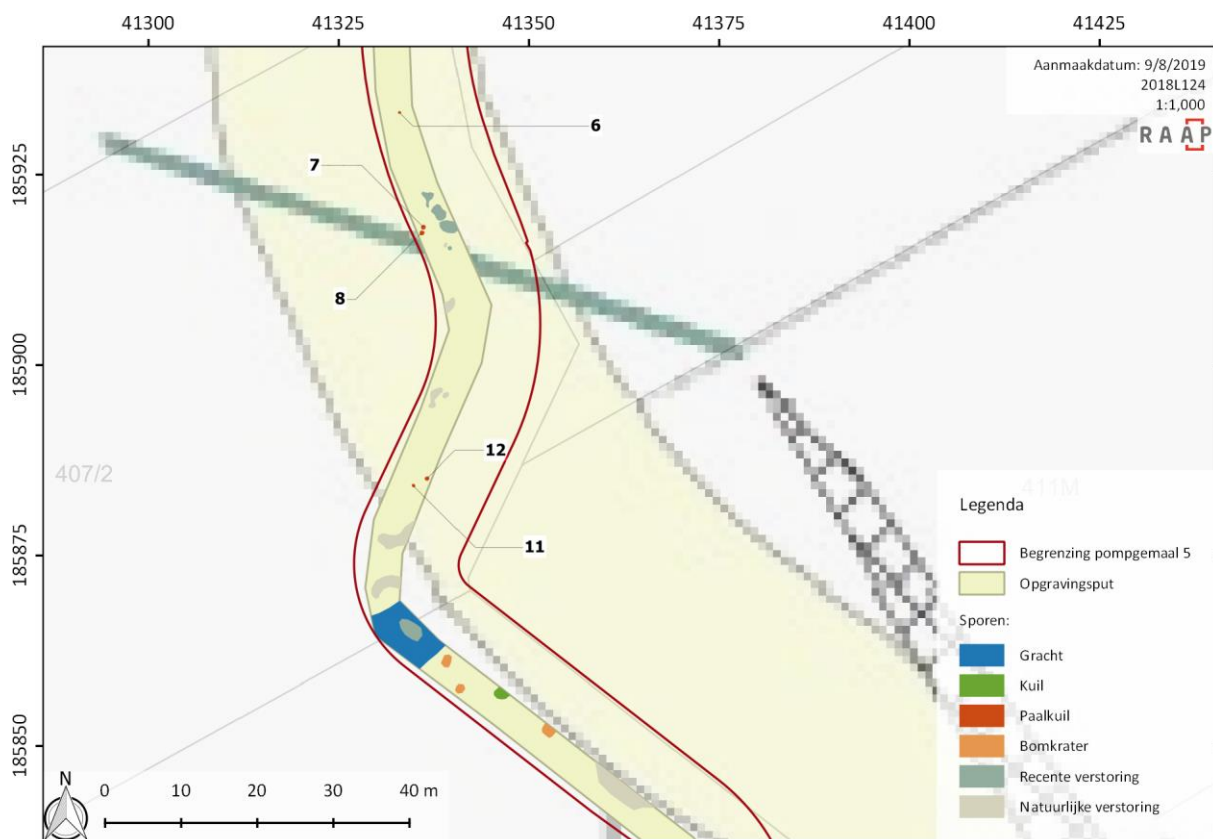 41300 41325 41350 41375 41400 41425
Aanmaakdatum: 9/8/2019
2018L124
1:1,000
RAAP
6
185925
7
8
185900
12
407/2
411M
11
185875
185850
Legenda
Begrenzing pompgemaal 5
Opgravingsput
Sporen:
Gracht
Kuil
Paalkuil
Bomkrater
Recente verstoring
Natuurlijke verstoring
N
0 10 20 30 40 m